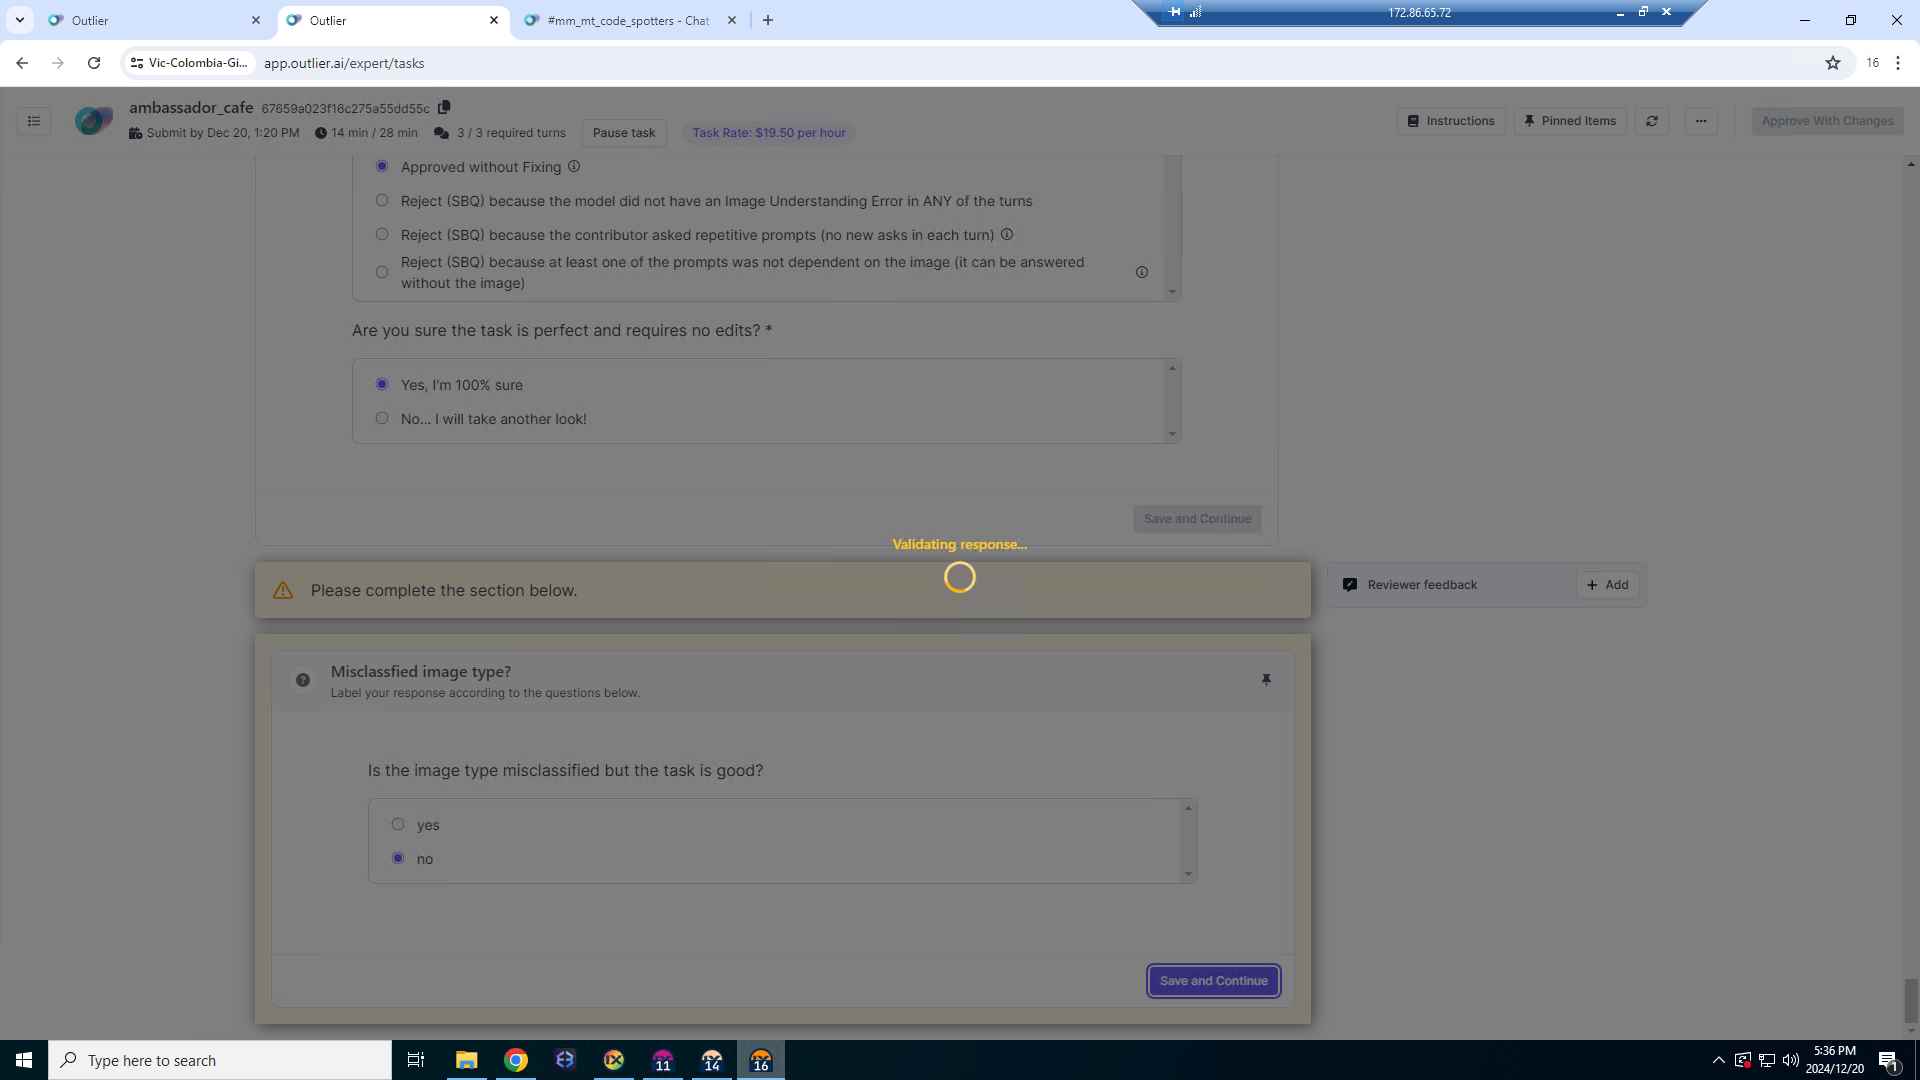 Outlier
Outlier
#mm_mt_code_spotters - Chat
172.86.65.72
Vic-Colombia-Gi...
app.outlier.ai/expert/tasks
16
ambassador_cafe 67659a023f16c275a55dd55c
Submit by Dec 20, 1:20 PM
14 min / 28 min
3 / 3 required turns
Pause task
Task Rate: $19.50 per hour
Instructions
Pinned Items
Approve With Changes
Approved without Fixing
Reject (SBQ) because the model did not have an Image Understanding Error in ANY of the turns
Reject (SBQ) because the contributor asked repetitive prompts (no new asks in each turn)
Reject (SBQ) because at least one of the prompts was not dependent on the image (it can be answered
without the image)
Are you sure the task is perfect and requires no edits? *
Yes, I'm 100% sure
No... I will take another look!
Save and Continue
Validating response...
Please complete the section below.
Reviewer feedback
Add
Misclassfied image type?
Label your response according to the questions below.
Is the image type misclassified but the task is good?
yes
no
Save and Continue
Type here to search
11
14
16
5:36 PM
2024/12/20
1